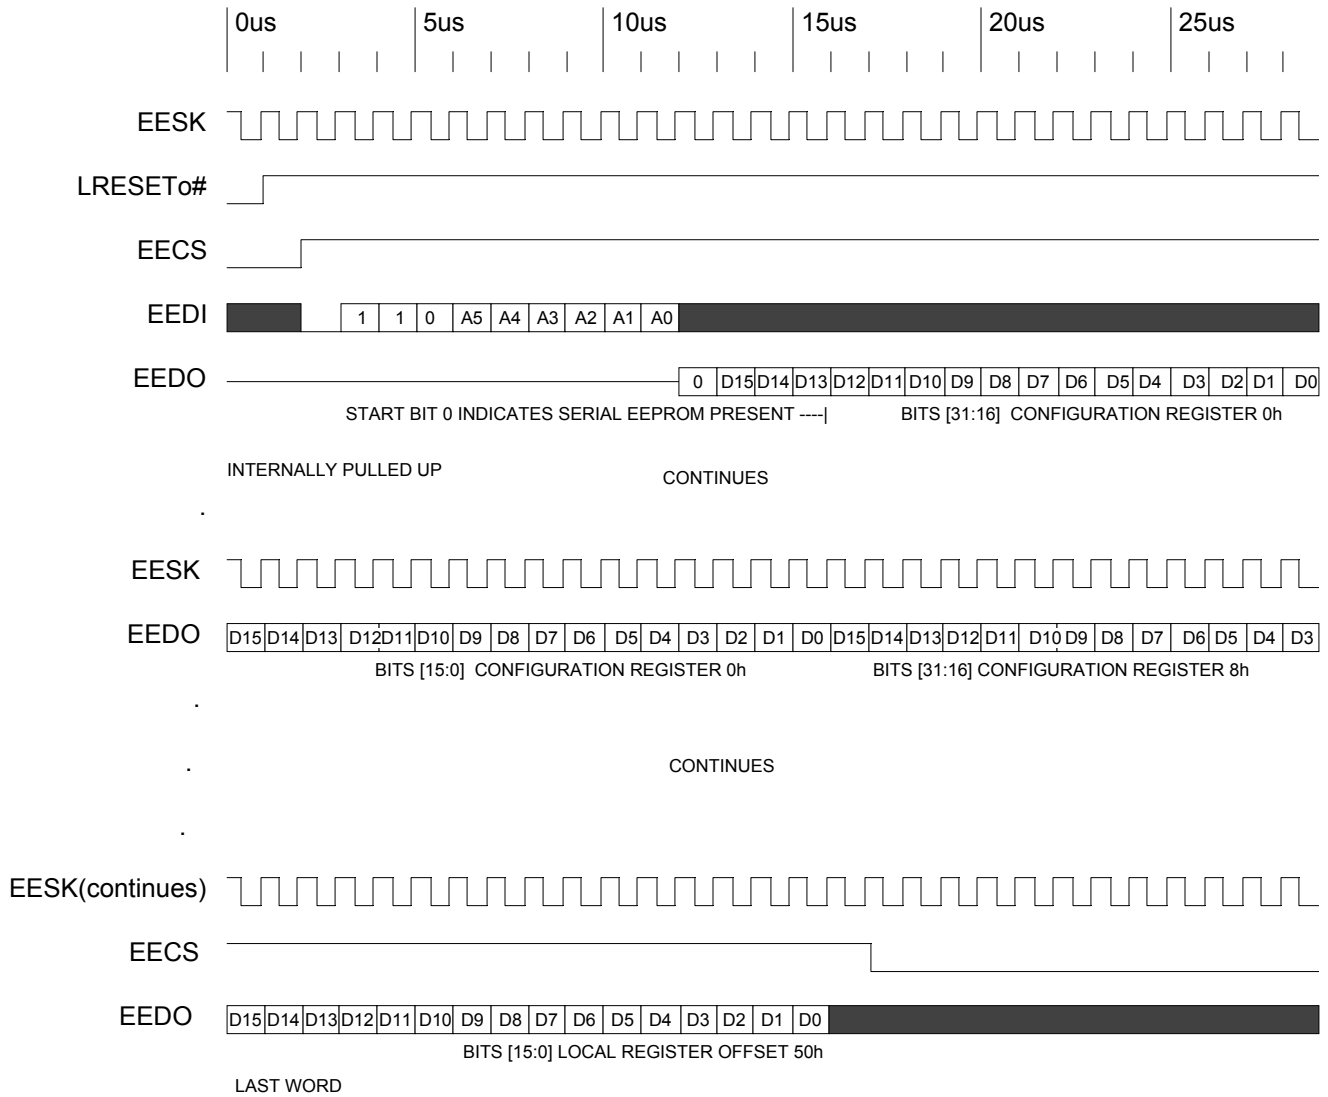 0us 5us 10us 15us 20us 25us
EESK
LRESETo#
EECS
EEDI 1 1 0 A5 A4 A3 A2 A1 A0
EEDO 0 D15 D14 D13 D12 D11 D10 D9 D8 D7 D6 D5 D4 D3 D2 D1 D0
START BIT 0 INDICATES SERIAL EEPROM PRESENT ----| BITS [31:16] CONFIGURATION REGISTER 0h
INTERNALLY PULLED UP
CONTINUES
.
EESK
EEDO D15 D14 D13 D12 D11 D10 D9 D8 D7 D6 D5 D4 D3 D2 D1 D0 D15 D14 D13 D12 D11 D10 D9 D8 D7 D6 D5 D4 D3
BITS [15:0] CONFIGURATION REGISTER 0h BITS [31:16] CONFIGURATION REGISTER 8h
.
. CONTINUES
.
EESK(continues)
EECS
EEDO D15 D14 D13 D12 D11 D10 D9 D8 D7 D6 D5 D4 D3 D2 D1 D0
BITS [15:0] LOCAL REGISTER OFFSET 50h
LAST WORD